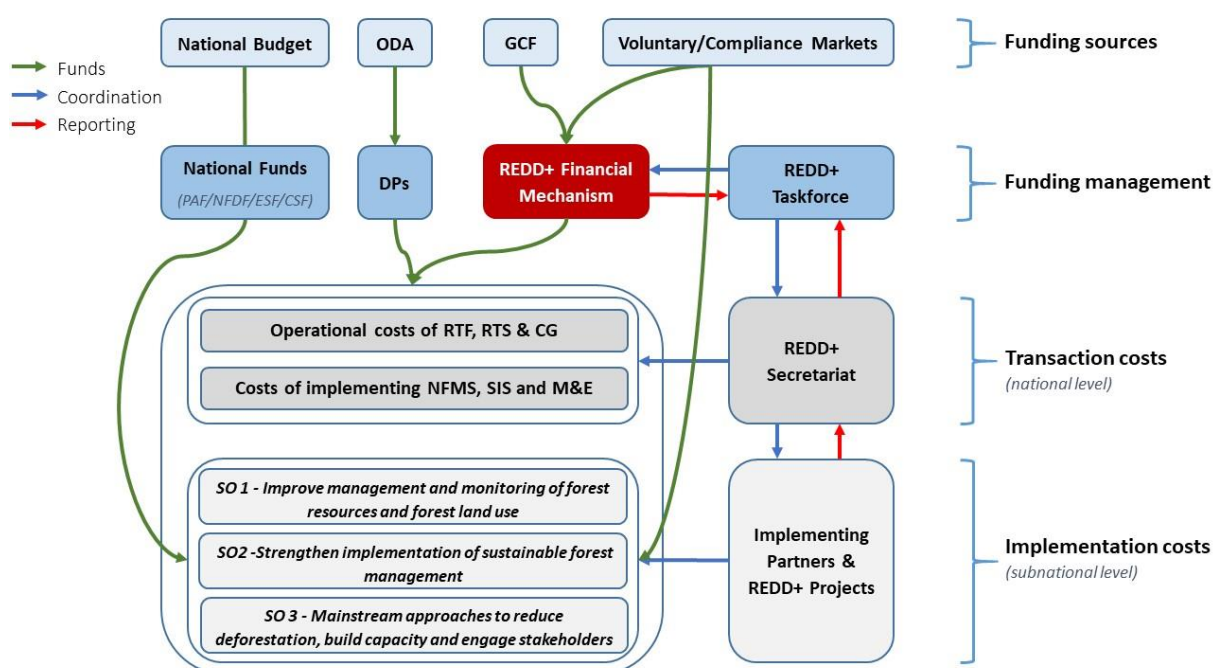 National Budget
ODA
GCF
Voluntary/Compliance Markets
Funding sources
Funds
Coordination
Reporting
National Funds
(PAF/NFDF/ESF/CSF)
DPs
REDD+ Financial
Mechanism
REDD+
Taskforce
Funding management
Operational costs of RTF, RTS & CG
Costs of implementing NFMS, SIS and M&E
REDD+
Secretariat
Transaction costs
(national level)
SO 1 - Improve management and monitoring of forest
resources and forest land use
SO2 -Strengthen implementation of sustainable forest
management
SO 3 - Mainstream approaches to reduce
deforestation, build capacity and engage stakeholders
Implementing
Partners &
REDD+ Projects
Implementation costs
(subnational level)